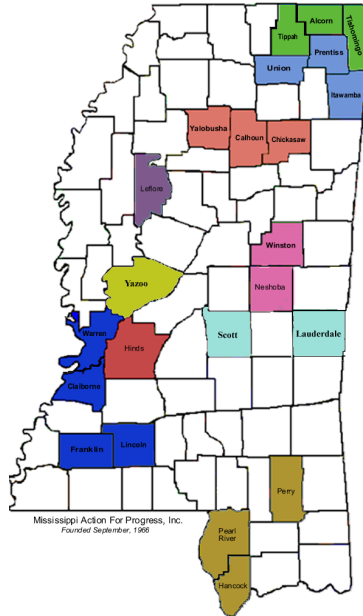 Alcorn
Tippah
Tishomingo
Prentiss
Union
Itawamba
Yalobusha
Calhoun
Chickasaw
Leflore
Winston
Neshoba
Yazoo
Warren
Hinds
Scott
Lauderdale
Claiborne
Franklin
Lincoln
Perry
Pearl
River
Hancock
Mississippi Action For Progress, Inc.
Founded September, 1966